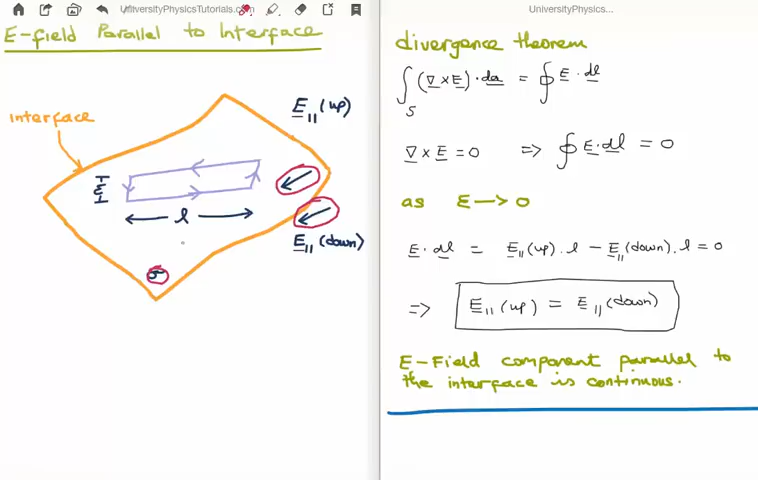 UniversityPhysicsTutorials.com
E-field Parallel to Interface
interface
E∥ (up)
ε
l
E∥ (down)
σ
UniversityPhysics...
divergence theorem
∫S (∇ × E) · da = ∮ E · dl
∇ × E = 0 => ∮ E · dl = 0
as ε → 0
E · dl = E∥ (up) · l − E∥ (down) · l = 0
=> E∥ (up) = E∥ (down)
E-Field component parallel to
the interface is continuous.